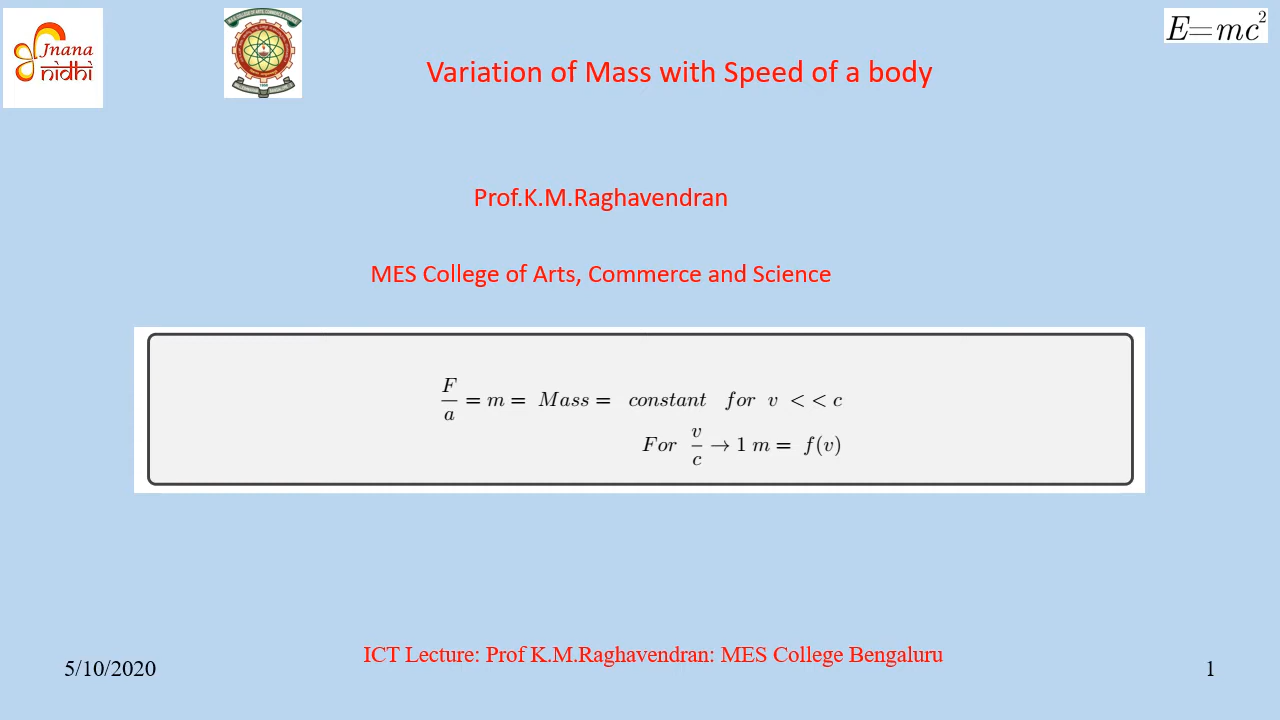 Jnana
निधि
E=mc²
Variation of Mass with Speed of a body
Prof.K.M.Raghavendran
MES College of Arts, Commerce and Science
F/a = m = Mass = constant for v << c
For v/c → 1 m = f(v)
ICT Lecture: Prof K.M.Raghavendran: MES College Bengaluru
5/10/2020
1